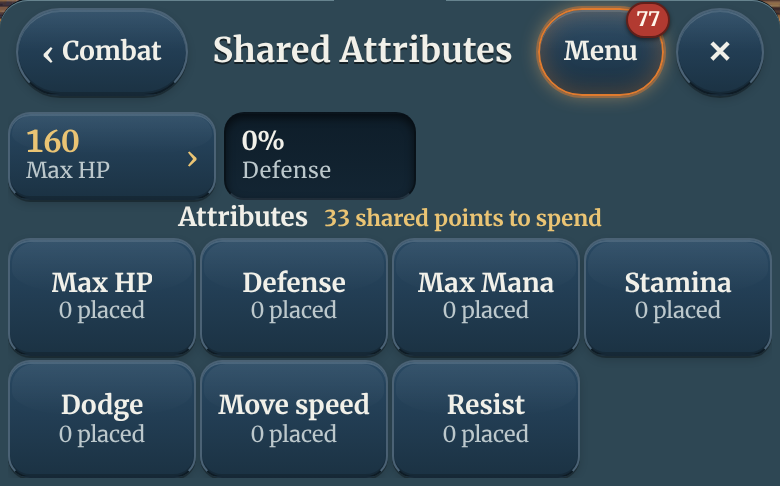 ‹ Combat
Shared Attributes
Menu
77
×
160
Max HP
›
0%
Defense
Attributes 33 shared points to spend
Max HP
0 placed
Defense
0 placed
Max Mana
0 placed
Stamina
0 placed
Dodge
0 placed
Move speed
0 placed
Resist
0 placed